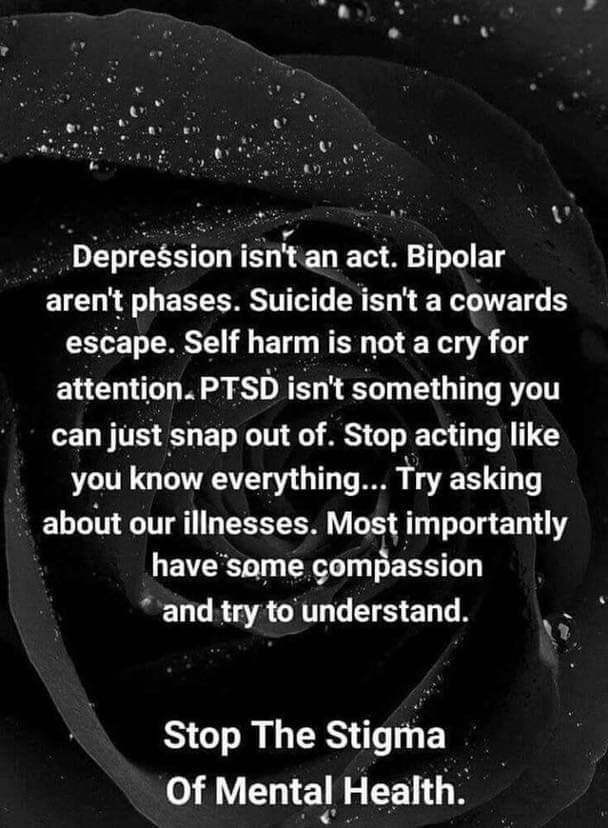 Depression isn't an act. Bipolar
aren't phases. Suicide isn't a cowards
escape. Self harm is not a cry for
attention. PTSD isn't something you
can just snap out of. Stop acting like
you know everything... Try asking
about our illnesses. Most importantly
have some compassion
and try to understand.
Stop The Stigma
Of Mental Health.